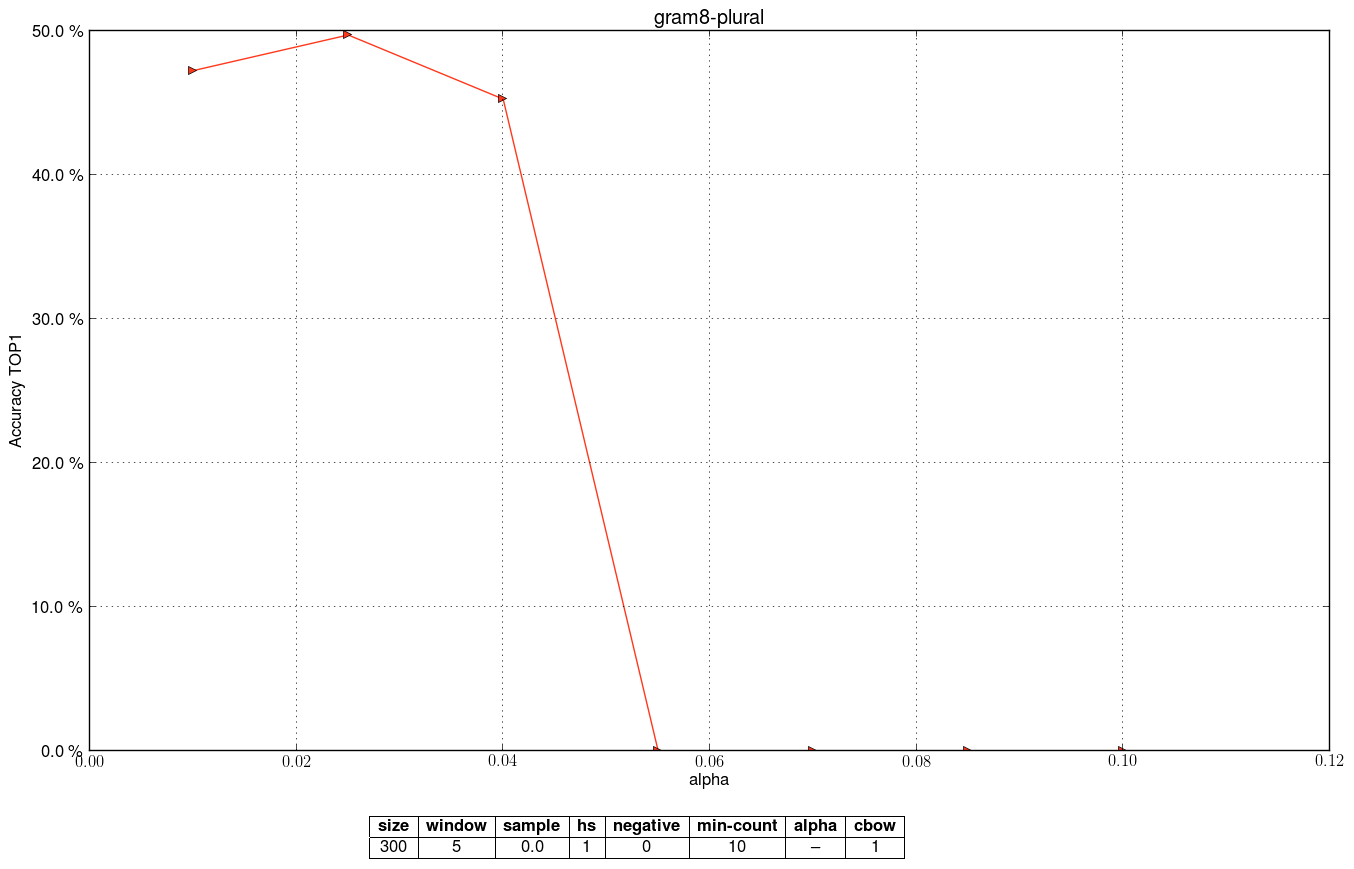 gram8-plural
50.0 %
40.0 %
30.0 %
20.0 %
10.0 %
0.0 %
Accuracy TOP1
0.00 0.02 0.04 0.06 0.08 0.10 0.12
alpha
size window sample hs negative min-count alpha cbow
300 5 0.0 1 0 10 – 1